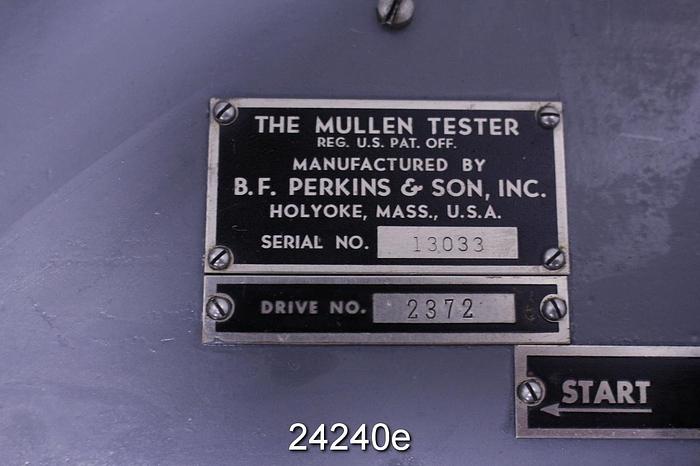 THE MULLEN TESTER
REG. U.S. PAT. OFF.
MANUFACTURED BY
B.F. PERKINS & SON, INC.
HOLYOKE, MASS., U.S.A.
SERIAL NO. 13033
DRIVE NO. 2372
START
24240e